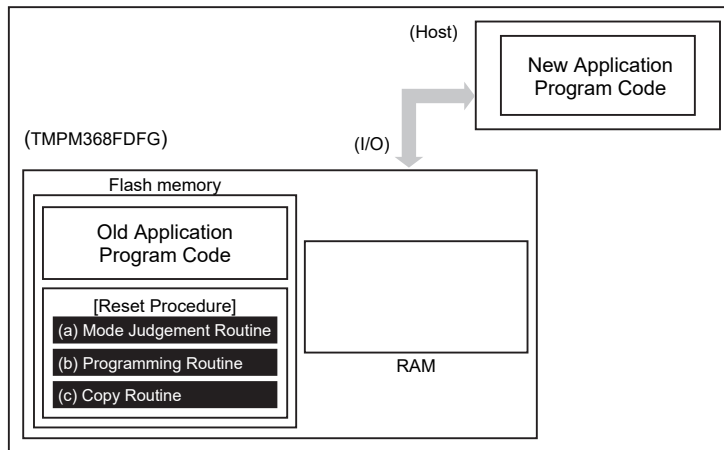 (Host)
New Application
Program Code
(TMPM368FDFG)
(I/O)
Flash memory
Old Application
Program Code
[Reset Procedure]
(a) Mode Judgement Routine
(b) Programming Routine
(c) Copy Routine
RAM